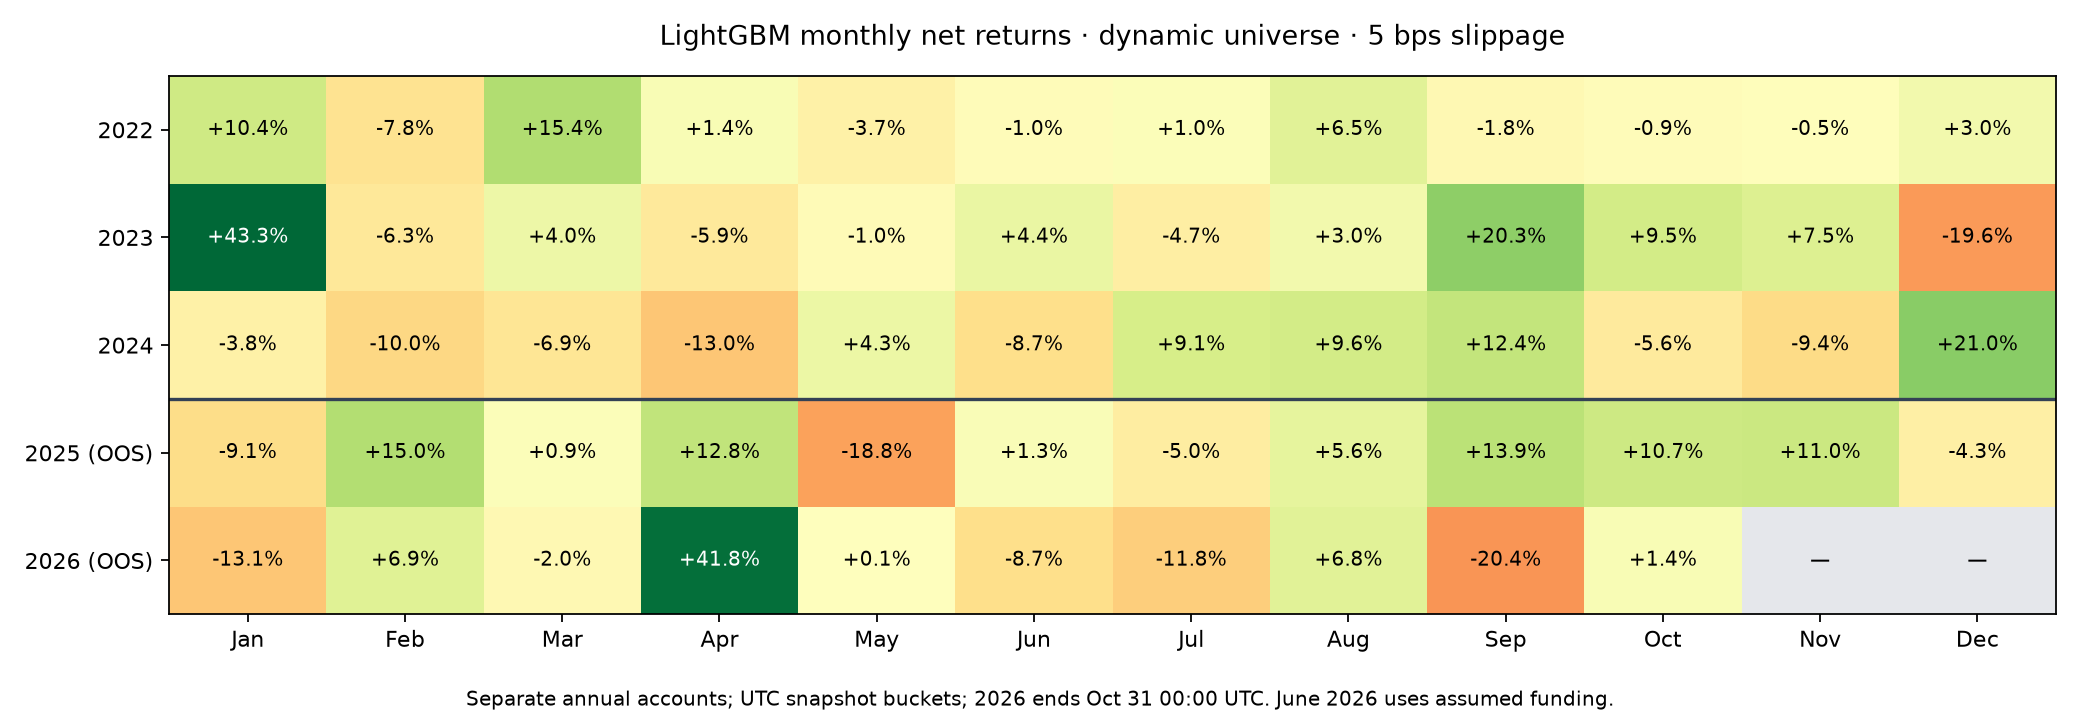 LightGBM monthly net returns · dynamic universe · 5 bps slippage
2022 +10.4% -7.8% +15.4% +1.4% -3.7% -1.0% +1.0% +6.5% -1.8% -0.9% -0.5% +3.0%
2023 +43.3% -6.3% +4.0% -5.9% -1.0% +4.4% -4.7% +3.0% +20.3% +9.5% +7.5% -19.6%
2024 -3.8% -10.0% -6.9% -13.0% +4.3% -8.7% +9.1% +9.6% +12.4% -5.6% -9.4% +21.0%
2025 (OOS) -9.1% +15.0% +0.9% +12.8% -18.8% +1.3% -5.0% +5.6% +13.9% +10.7% +11.0% -4.3%
2026 (OOS) -13.1% +6.9% -2.0% +41.8% +0.1% -8.7% -11.8% +6.8% -20.4% +1.4% — —
Jan Feb Mar Apr May Jun Jul Aug Sep Oct Nov Dec
Separate annual accounts; UTC snapshot buckets; 2026 ends Oct 31 00:00 UTC. June 2026 uses assumed funding.